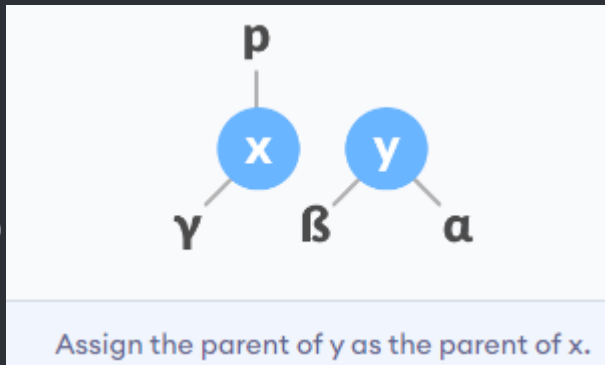 p
x y
γ ß α
Assign the parent of y as the parent of x.